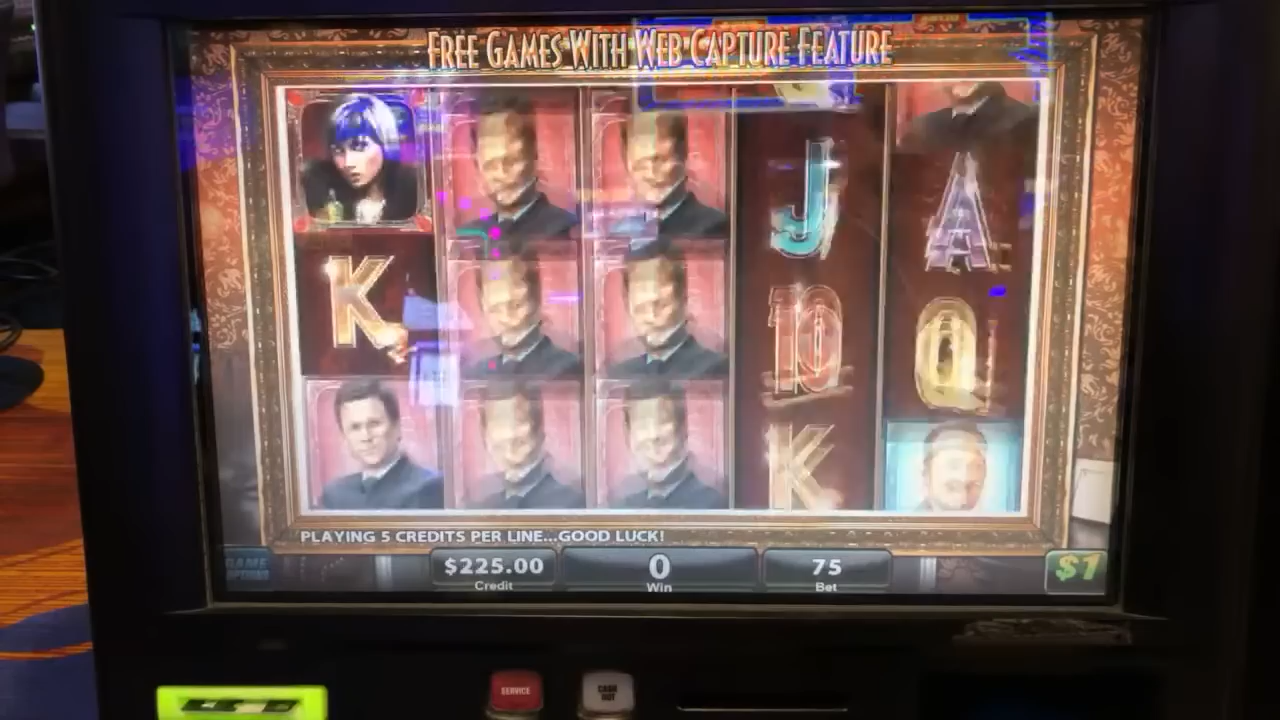 FREE GAMES WITH WEB CAPTURE FEATURE
J
A
K
10
Q
K
PLAYING 5 CREDITS PER LINE...GOOD LUCK!
GAME OPTIONS
$225.00
0
75
$1
Credit
Win
Bet
SERVICE
CASH OUT